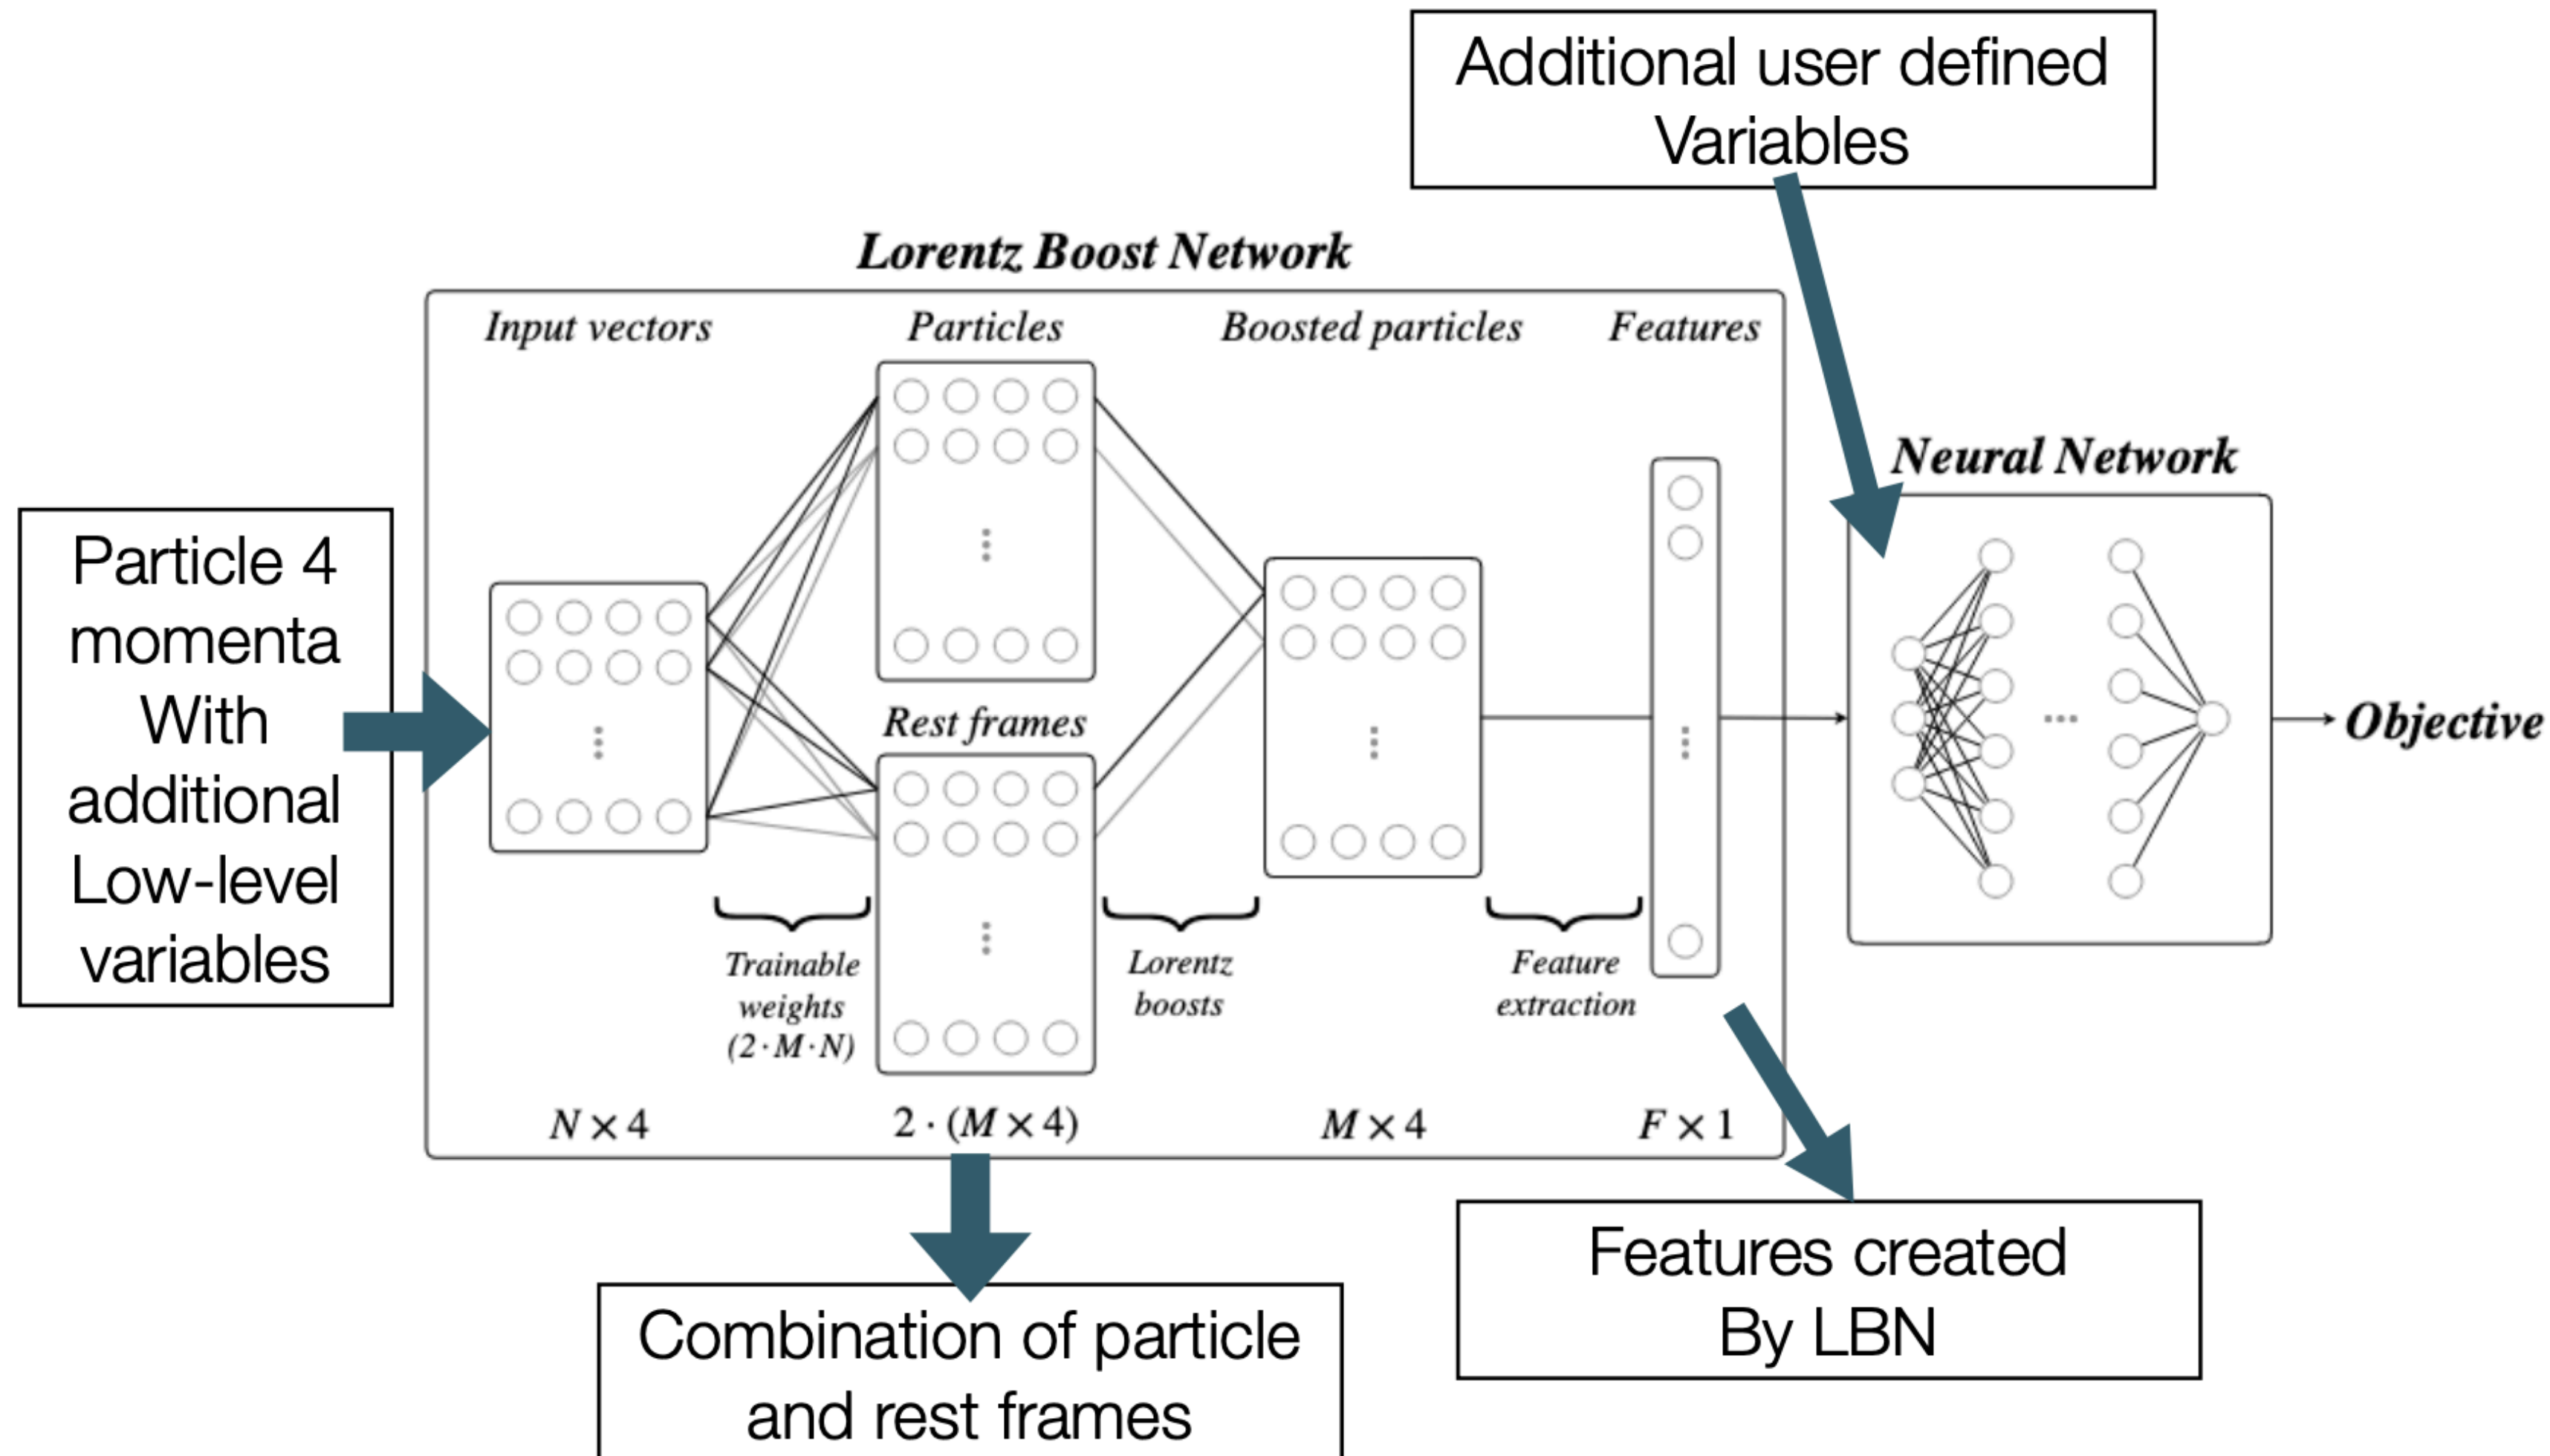 Additional user defined
Variables
Lorentz Boost Network
Input vectors
Particles
Boosted particles
Features
Neural Network
Particle 4
momenta
With
additional
Low-level
variables
Rest frames
Objective
Trainable
weights
(2 · M · N)
Lorentz
boosts
Feature
extraction
N × 4
2 · (M × 4)
M × 4
F × 1
Combination of particle
and rest frames
Features created
By LBN